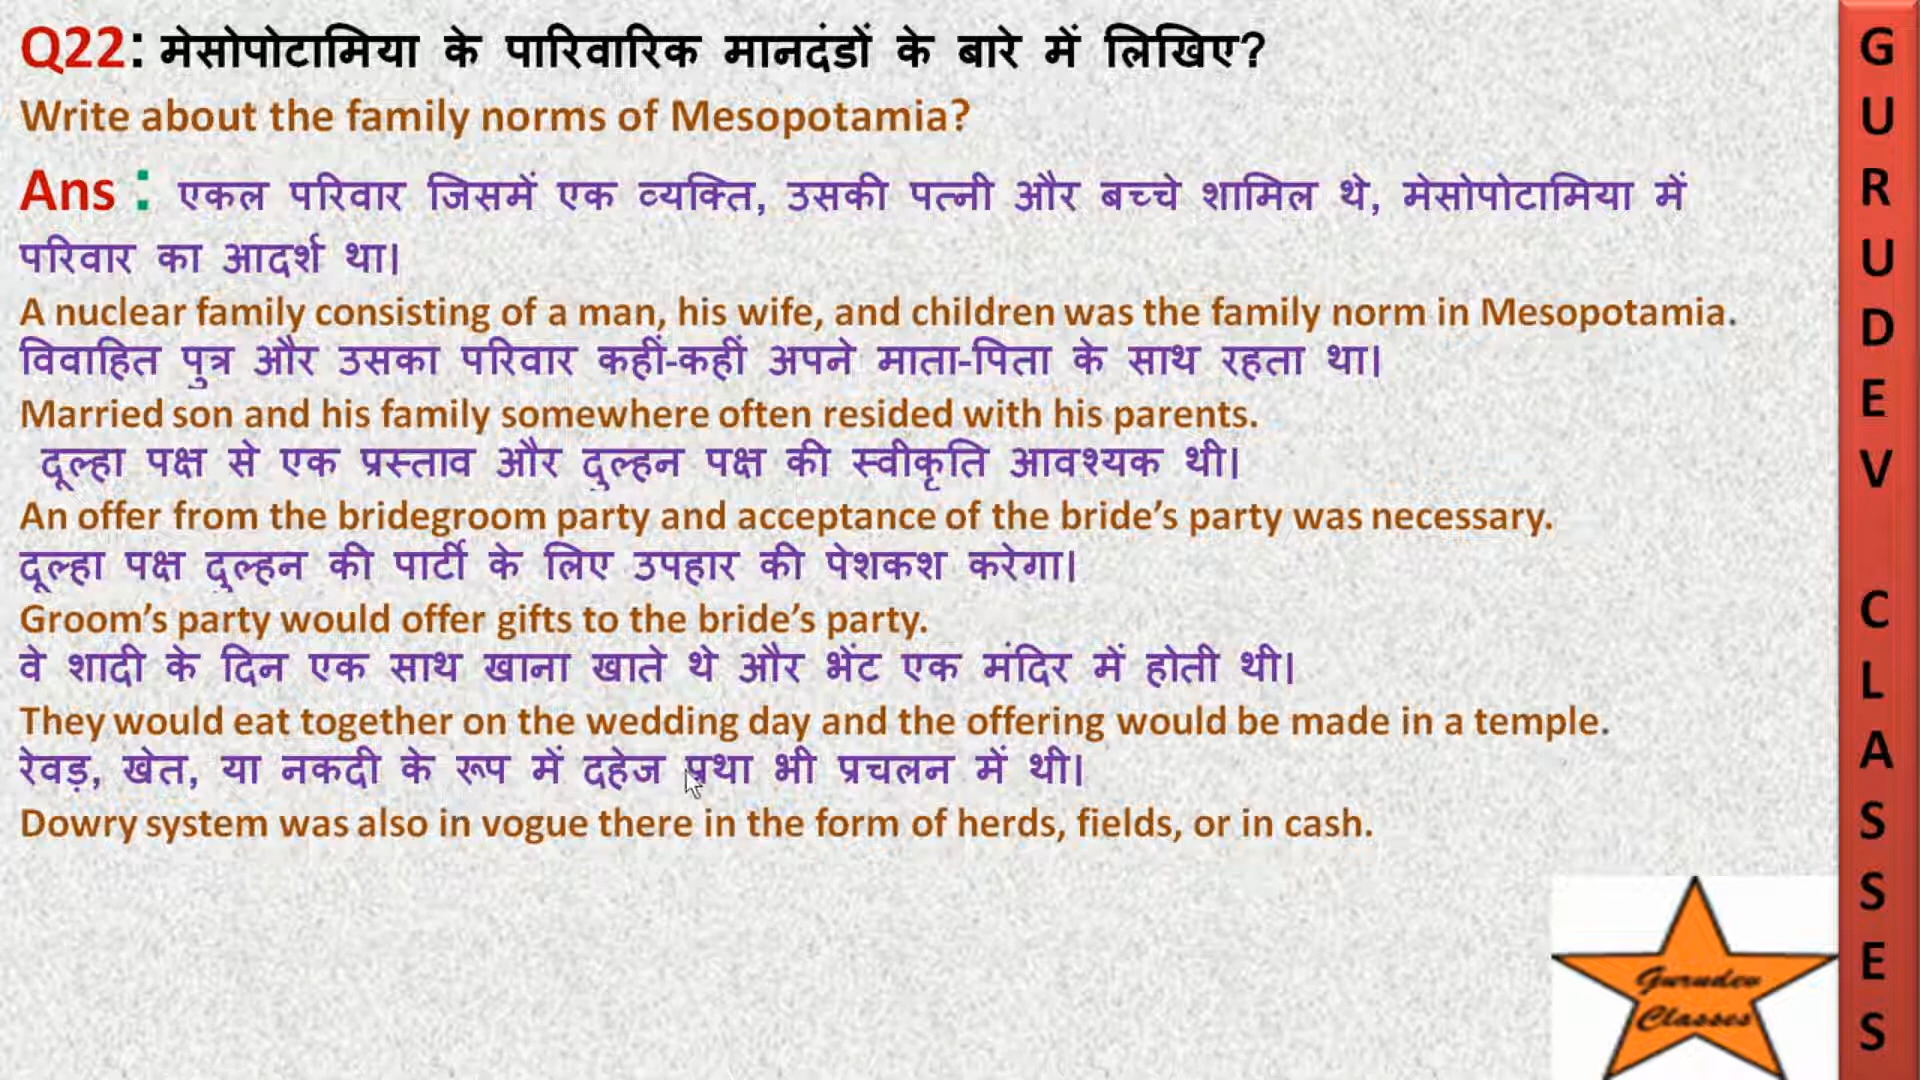 Q22: मेसोपोटामिया के पारिवारिक मानदंडों के बारे में लिखिए?
Write about the family norms of Mesopotamia?
Ans : एकल परिवार जिसमें एक व्यक्ति, उसकी पत्नी और बच्चे शामिल थे, मेसोपोटामिया में
परिवार का आदर्श था।
A nuclear family consisting of a man, his wife, and children was the family norm in Mesopotamia.
विवाहित पुत्र और उसका परिवार कहीं-कहीं अपने माता-पिता के साथ रहता था।
Married son and his family somewhere often resided with his parents.
दूल्हा पक्ष से एक प्रस्ताव और दुल्हन पक्ष की स्वीकृति आवश्यक थी।
An offer from the bridegroom party and acceptance of the bride's party was necessary.
दूल्हा पक्ष दुल्हन की पार्टी के लिए उपहार की पेशकश करेगा।
Groom's party would offer gifts to the bride's party.
वे शादी के दिन एक साथ खाना खाते थे और भेंट एक मंदिर में होती थी।
They would eat together on the wedding day and the offering would be made in a temple.
रेवड़, खेत, या नकदी के रूप में दहेज प्रथा भी प्रचलन में थी।
Dowry system was also in vogue there in the form of herds, fields, or in cash.
Gurudev
Classes
GURUDEV CLASSES